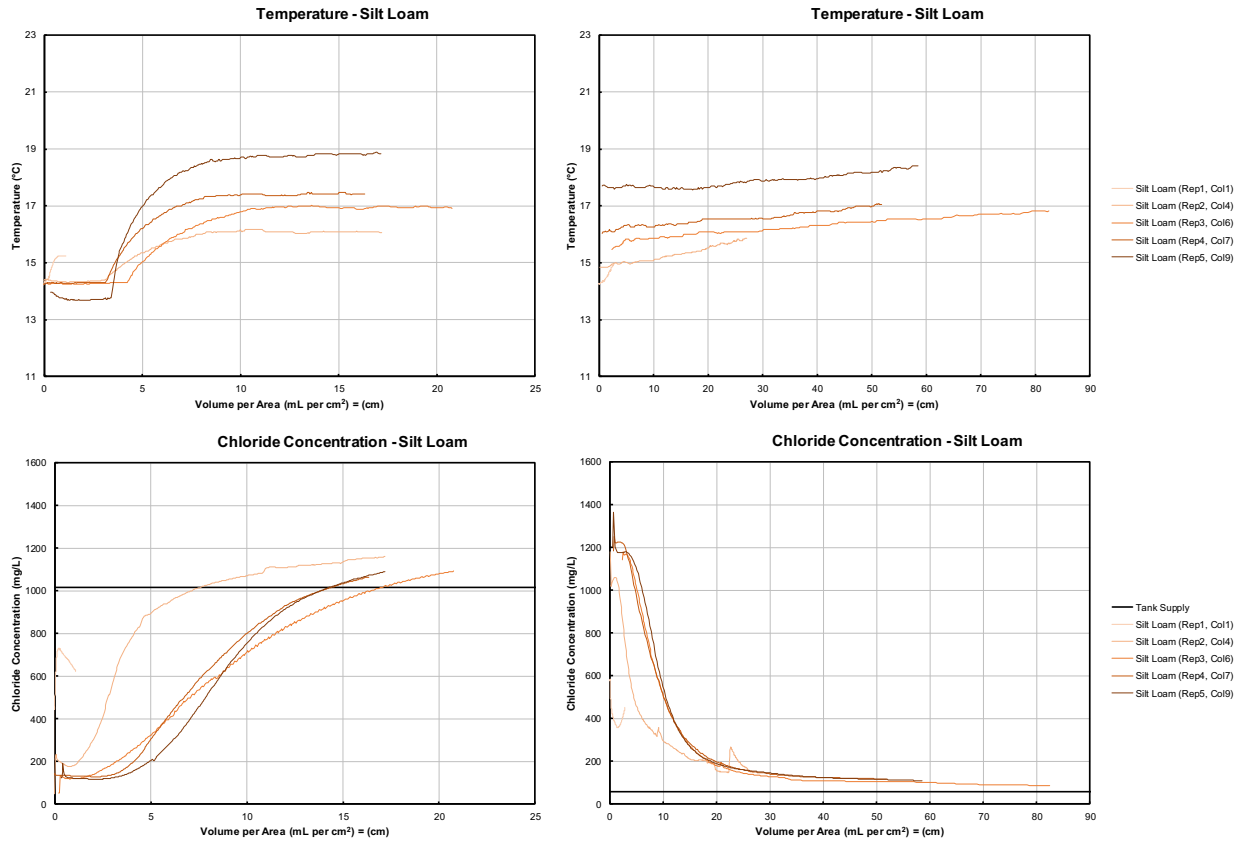 Temperature - Silt Loam
23
21
19
17
15
13
11
Temperature (°C)
0 5 10 15 20 25
Volume per Area (mL per cm²) = (cm)
Temperature - Silt Loam
23
21
19
17
15
13
11
Temperature (°C)
0 10 20 30 40 50 60 70 80 90
Volume per Area (mL per cm²) = (cm)
Silt Loam (Rep1, Col1)
Silt Loam (Rep2, Col4)
Silt Loam (Rep3, Col6)
Silt Loam (Rep4, Col7)
Silt Loam (Rep5, Col9)
Chloride Concentration - Silt Loam
1600
1400
1200
1000
800
600
400
200
0
Chloride Concentration (mg/L)
0 5 10 15 20 25
Volume per Area (mL per cm²) = (cm)
Chloride Concentration - Silt Loam
1600
1400
1200
1000
800
600
400
200
0
Chloride Concentration (mg/L)
0 10 20 30 40 50 60 70 80 90
Volume per Area (mL per cm²) = (cm)
Tank Supply
Silt Loam (Rep1, Col1)
Silt Loam (Rep2, Col4)
Silt Loam (Rep3, Col6)
Silt Loam (Rep4, Col7)
Silt Loam (Rep5, Col9)